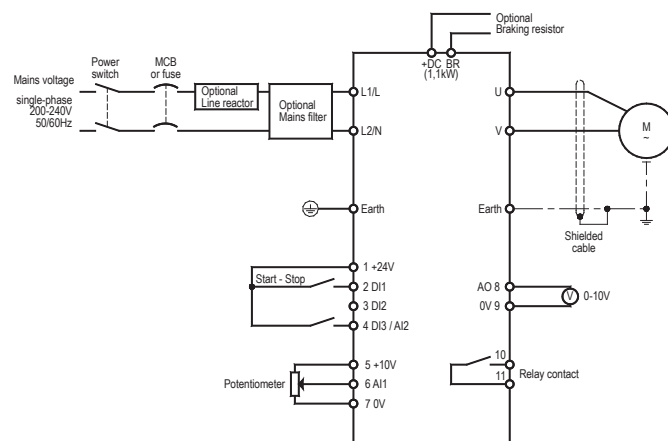 Optional
Braking resistor
+DC BR
(1,1kW)
Power
switch
MCB
or fuse
Mains voltage
single-phase
200-240V
50/60Hz
Optional
Line reactor
Optional
Mains filter
L1/L
L2/N
U
V
M
~
Earth
Earth
Shielded
cable
1 +24V
Start - Stop
2 DI1
3 DI2
4 DI3 / AI2
AO 8
0V 9
V
0-10V
5 +10V
Potentiometer
6 AI1
7 0V
10
11
Relay contact